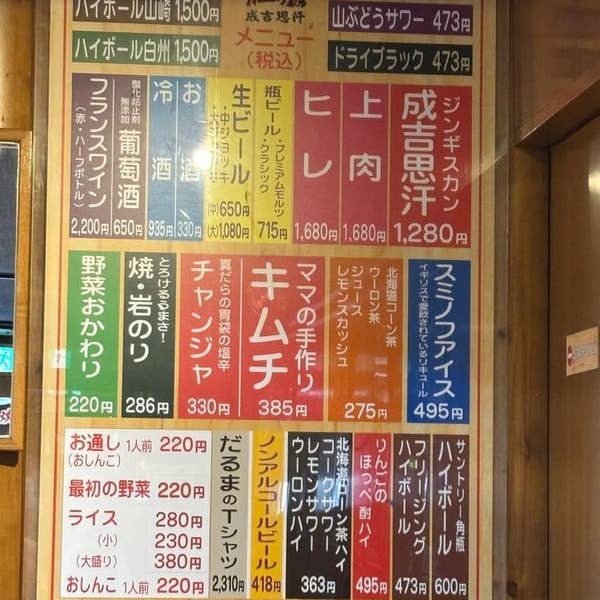 ハイボール山崎 1,500円
ハイボール白州 1,500円
成吉思汗
メニュー
(税込)
山ぶどうサワー 473円
ドライブラック 473円
ジンギスカン
成吉思汗
1,280円
上肉
1,680円
ヒレ
1,680円
瓶ビール・プレミアムモルツ
・クラシック
715円
生ビール
・中ジョッキ
・大ジョッキ
(中)650円
(大)1,080円
お酒
330円
冷酒
935円
酸化防止剤
無添加
葡萄酒
650円
フランスワイン
(赤・ハーフボトル)
2,200円
スミノフアイス
イギリスで愛飲されているリキュール
495円
北海道コーン茶
ウーロン茶
ジュース
レモンスカッシュ
275円
ママの手作り
キムチ
385円
真だらの胃袋の塩辛
チャンジャ
330円
とろけるうまさ!
焼・岩のり
286円
野菜おかわり
220円
お通し 1人前 220円
(おしんこ)
最初の野菜 220円
ライス 280円
(小) 230円
(大盛り) 380円
おしんこ 1人前 220円
だるまのTシャツ
2,310円
ノンアルコールビール
418円
北海道コーン茶ハイ
コークサワー
レモンサワー
ウーロンハイ
363円
りんごの
ほっぺ酎ハイ
495円
フリージング
ハイボール
473円
サントリー角瓶
ハイボール
600円